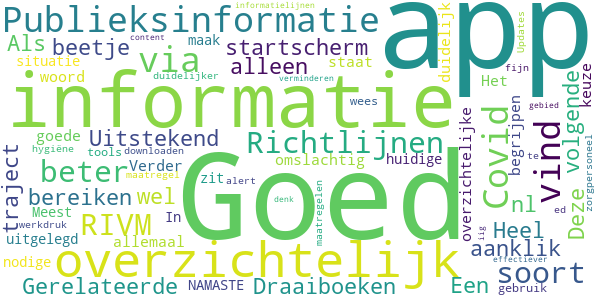 informatielijnen
Publieksinformatie
app
Als beetje maak content startscherm
situatie via alleen staat duidelijk Updates
woord duidelijker verminderen Het fijn
informatie
wees gebied
goede Uitstekend Richtlijnen Covid begrijpen vind volgende keuze
hygiëne tools downloaden
traject beter Verder maatregel Goed omslachtig huidige overzichtelijke te zorgpersoneel
bereiken wel zit alert maatregelen
Meest RIVM In denk nl Deze
uitgelegd werkdruk allemaal Heel ed iig
nodige overzichtelijk aanklik effectiever
soort
Gerelateerde NAMASTE Draaiboeken Een gebruik